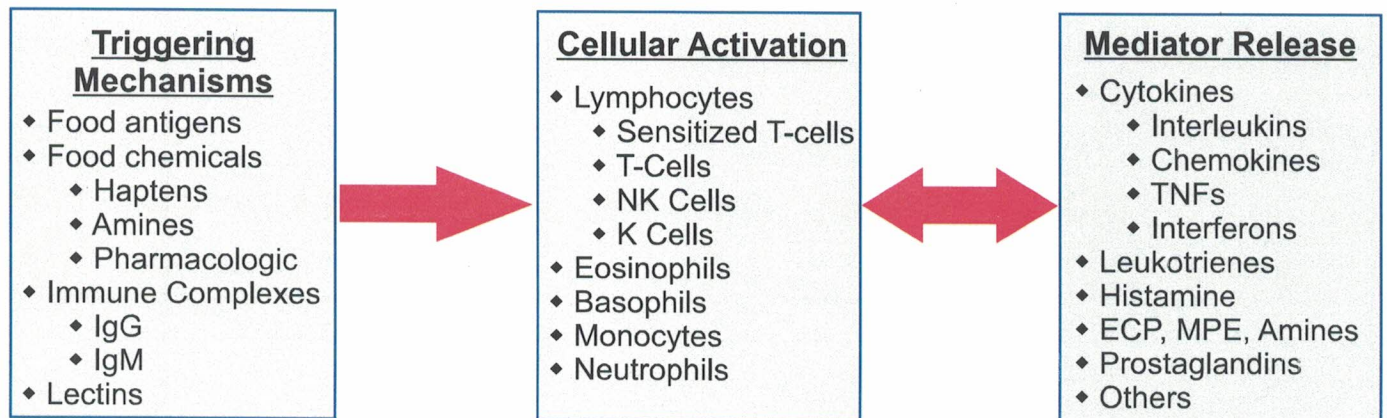 Triggering
Mechanisms
◆ Food antigens
◆ Food chemicals
◆ Haptens
◆ Amines
◆ Pharmacologic
◆ Immune Complexes
◆ IgG
◆ IgM
◆ Lectins
Cellular Activation
◆ Lymphocytes
◆ Sensitized T-cells
◆ T-Cells
◆ NK Cells
◆ K Cells
◆ Eosinophils
◆ Basophils
◆ Monocytes
◆ Neutrophils
Mediator Release
◆ Cytokines
◆ Interleukins
◆ Chemokines
◆ TNFs
◆ Interferons
◆ Leukotrienes
◆ Histamine
◆ ECP, MPE, Amines
◆ Prostaglandins
◆ Others